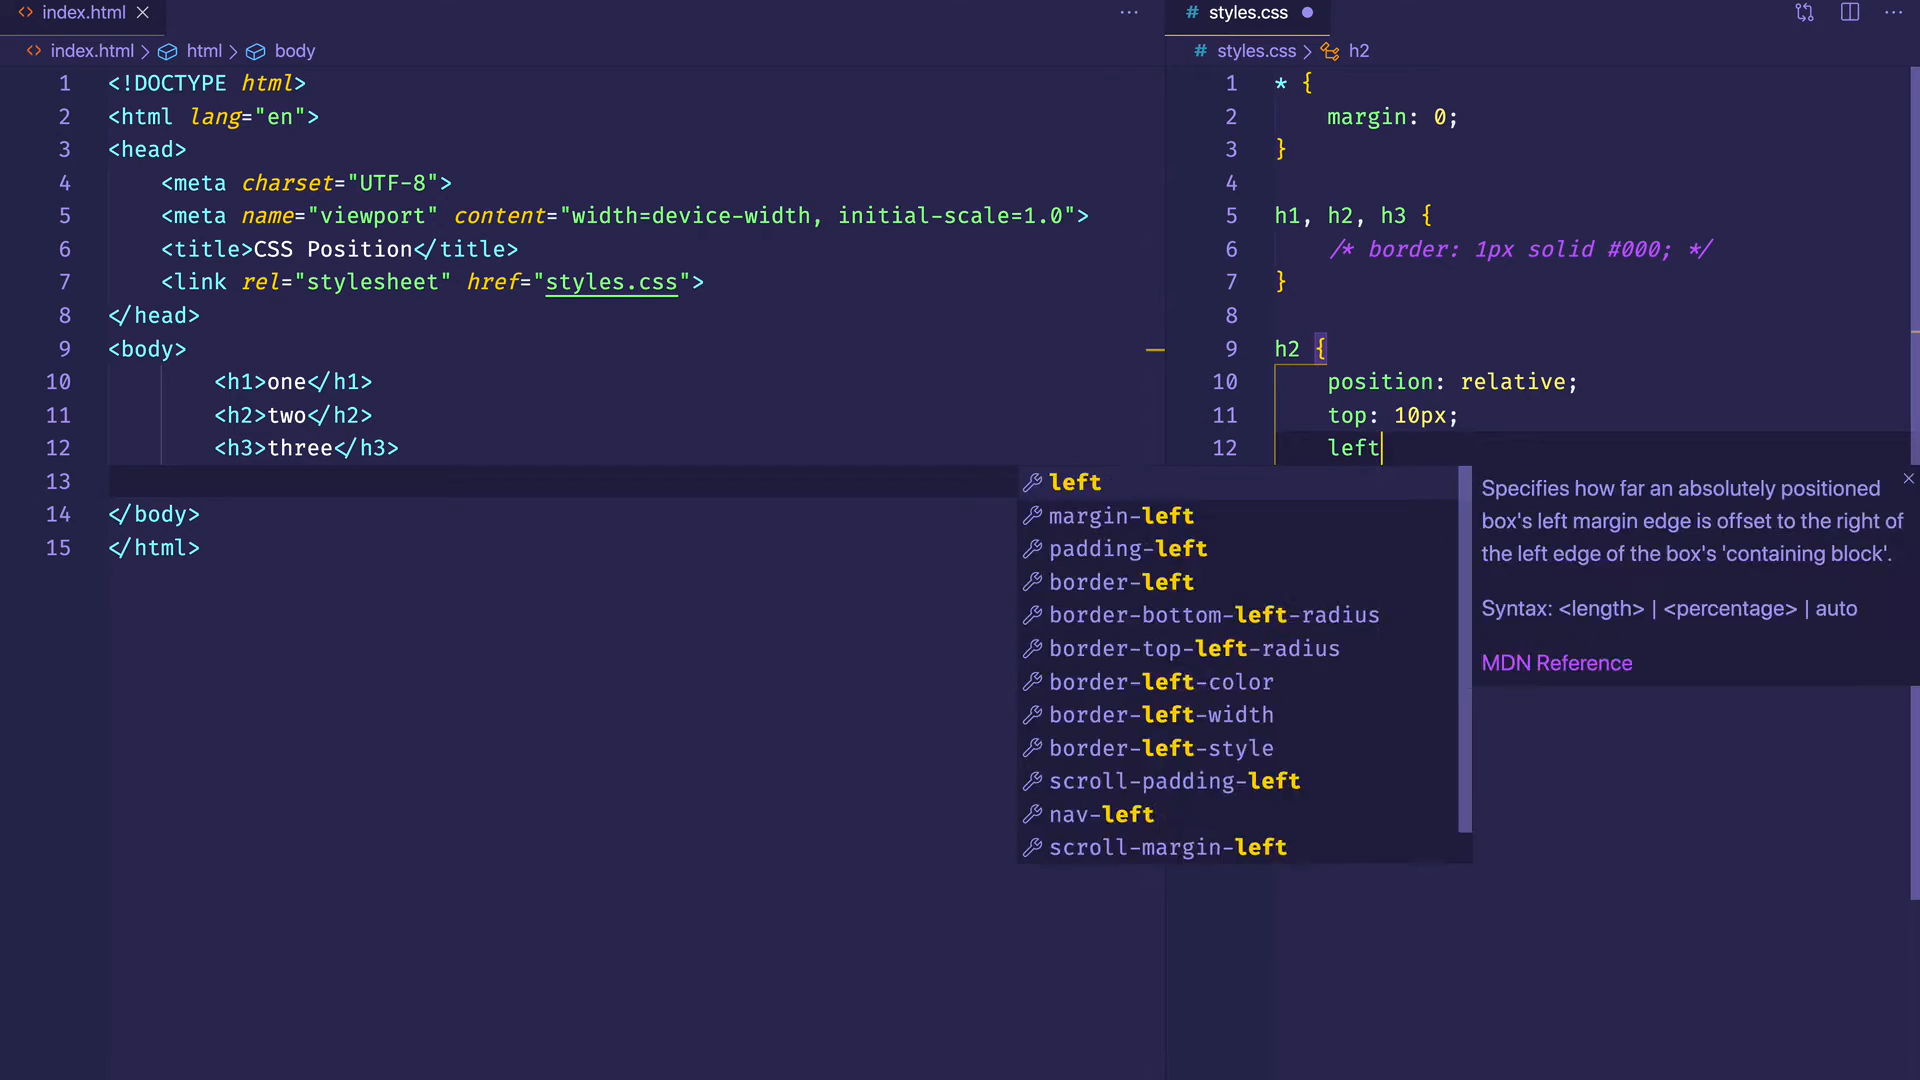 index.html
index.html > html > body
1 <!DOCTYPE html>
2 <html lang="en">
3 <head>
4 <meta charset="UTF-8">
5 <meta name="viewport" content="width=device-width, initial-scale=1.0">
6 <title>CSS Position</title>
7 <link rel="stylesheet" href="styles.css">
8 </head>
9 <body>
10 <h1>one</h1>
11 <h2>two</h2>
12 <h3>three</h3>
13
14 </body>
15 </html>
# styles.css
# styles.css > h2
1 * {
2 margin: 0;
3 }
4
5 h1, h2, h3 {
6 /* border: 1px solid #000; */
7 }
8
9 h2 {
10 position: relative;
11 top: 10px;
12 left
left
margin-left
padding-left
border-left
border-bottom-left-radius
border-top-left-radius
border-left-color
border-left-width
border-left-style
scroll-padding-left
nav-left
scroll-margin-left
Specifies how far an absolutely positioned
box's left margin edge is offset to the right of
the left edge of the box's 'containing block'.
Syntax: <length> | <percentage> | auto
MDN Reference